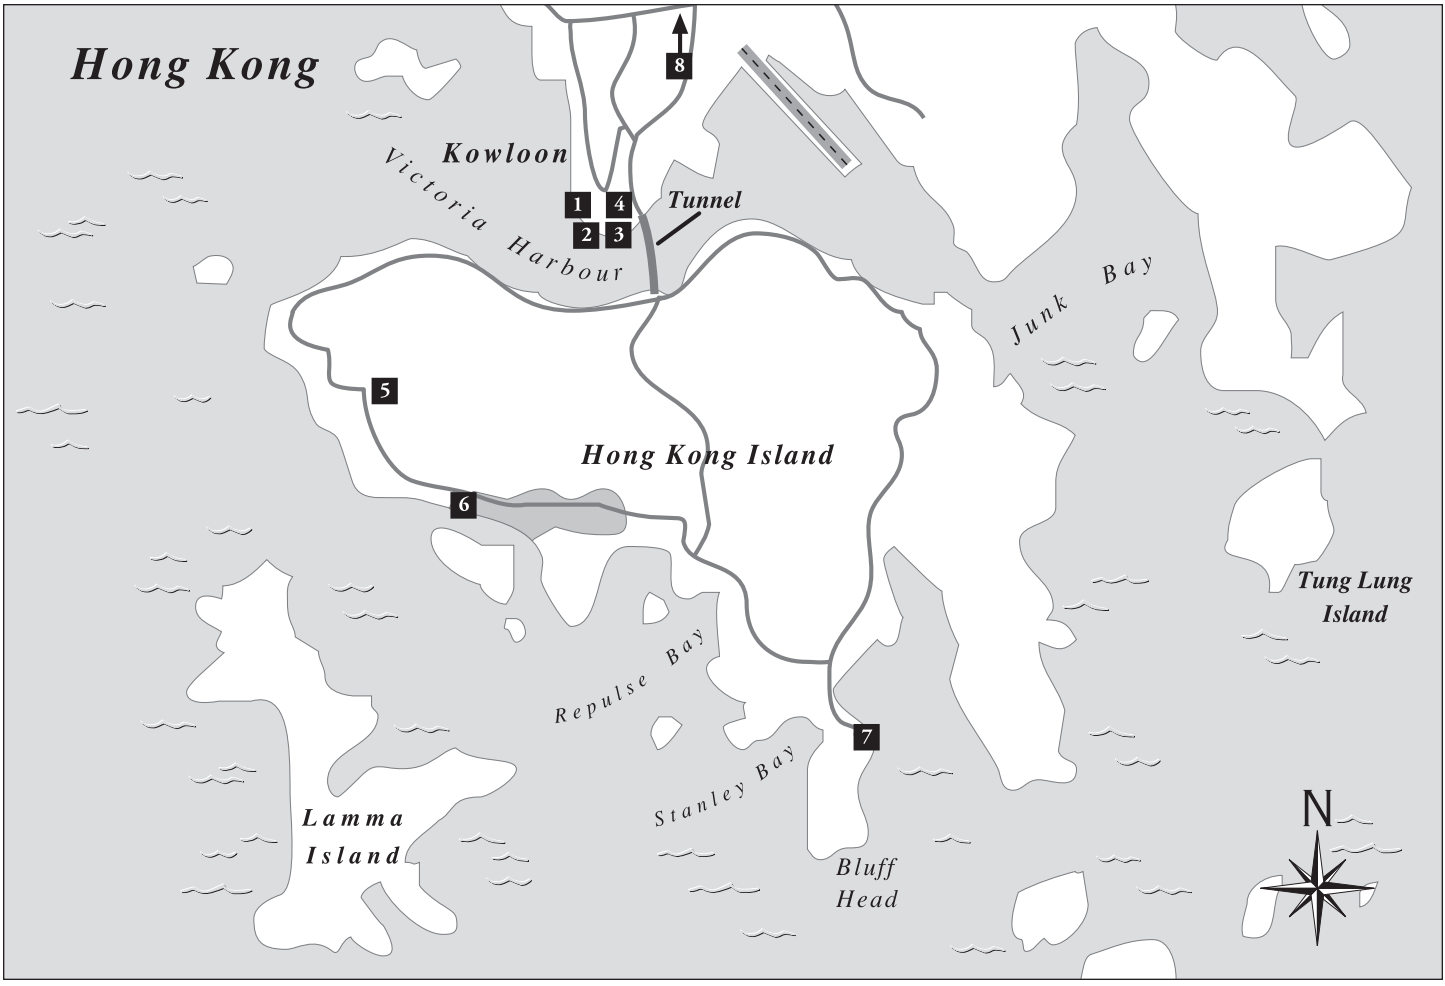 Hong Kong
8
Kowloon
Victoria Harbour
1
4
Tunnel
2
3
Junk Bay
5
Hong Kong Island
6
Tung Lung
Island
Repulse Bay
7
Stanley Bay
N
Lamma
Island
Bluff
Head